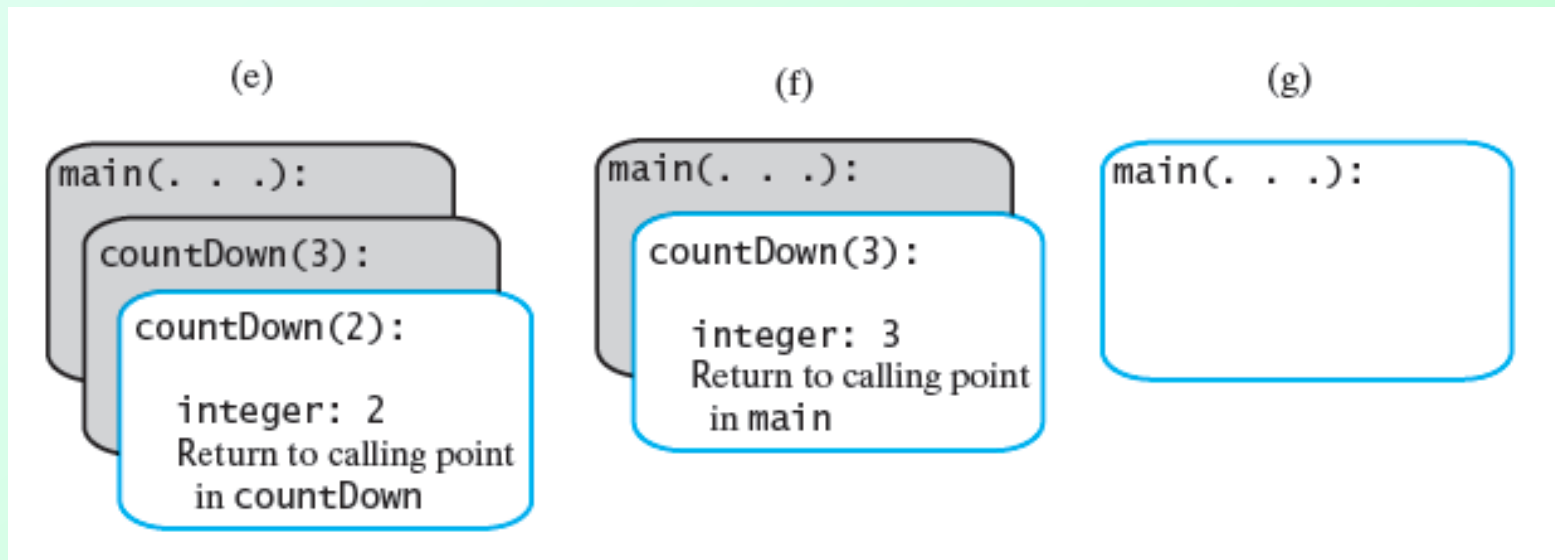 (e)
main(. . .):
countDown(3):
countDown(2):
integer: 2
Return to calling point
in countDown
(f)
main(. . .):
countDown(3):
integer: 3
Return to calling point
in main
(g)
main(. . .):